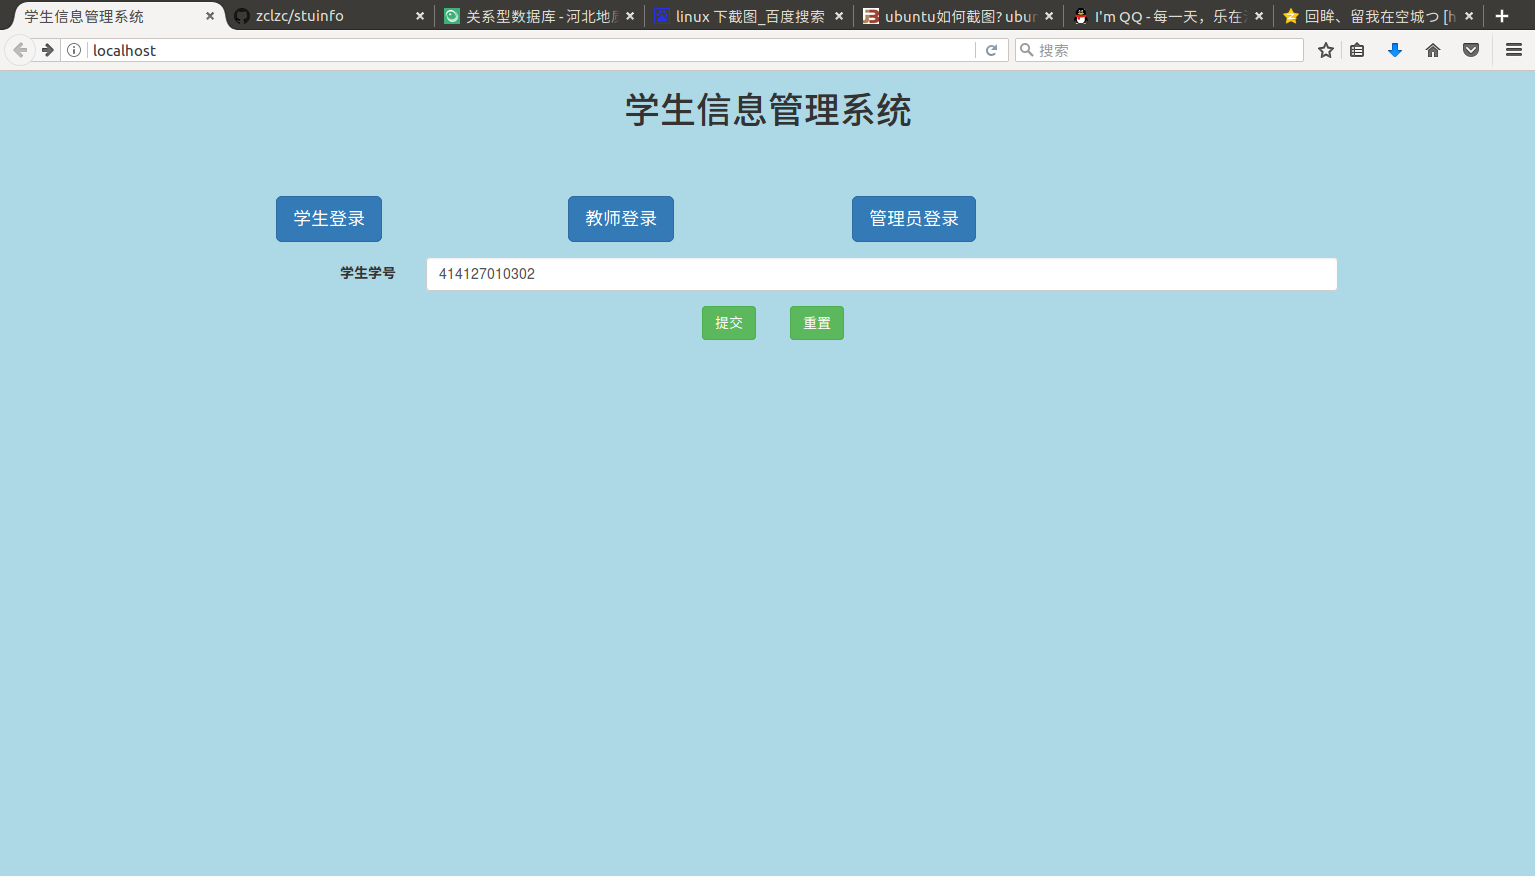 学生信息管理系统
zclzc/stuinfo
关系型数据库 - 河北地
linux 下截图_百度搜索
ubuntu如何截图? ubun
I'm QQ - 每一天，乐在
回眸、留我在空城つ [h
localhost
搜索
学生信息管理系统
学生登录 教师登录 管理员登录
学生学号 414127010302
提交 重置